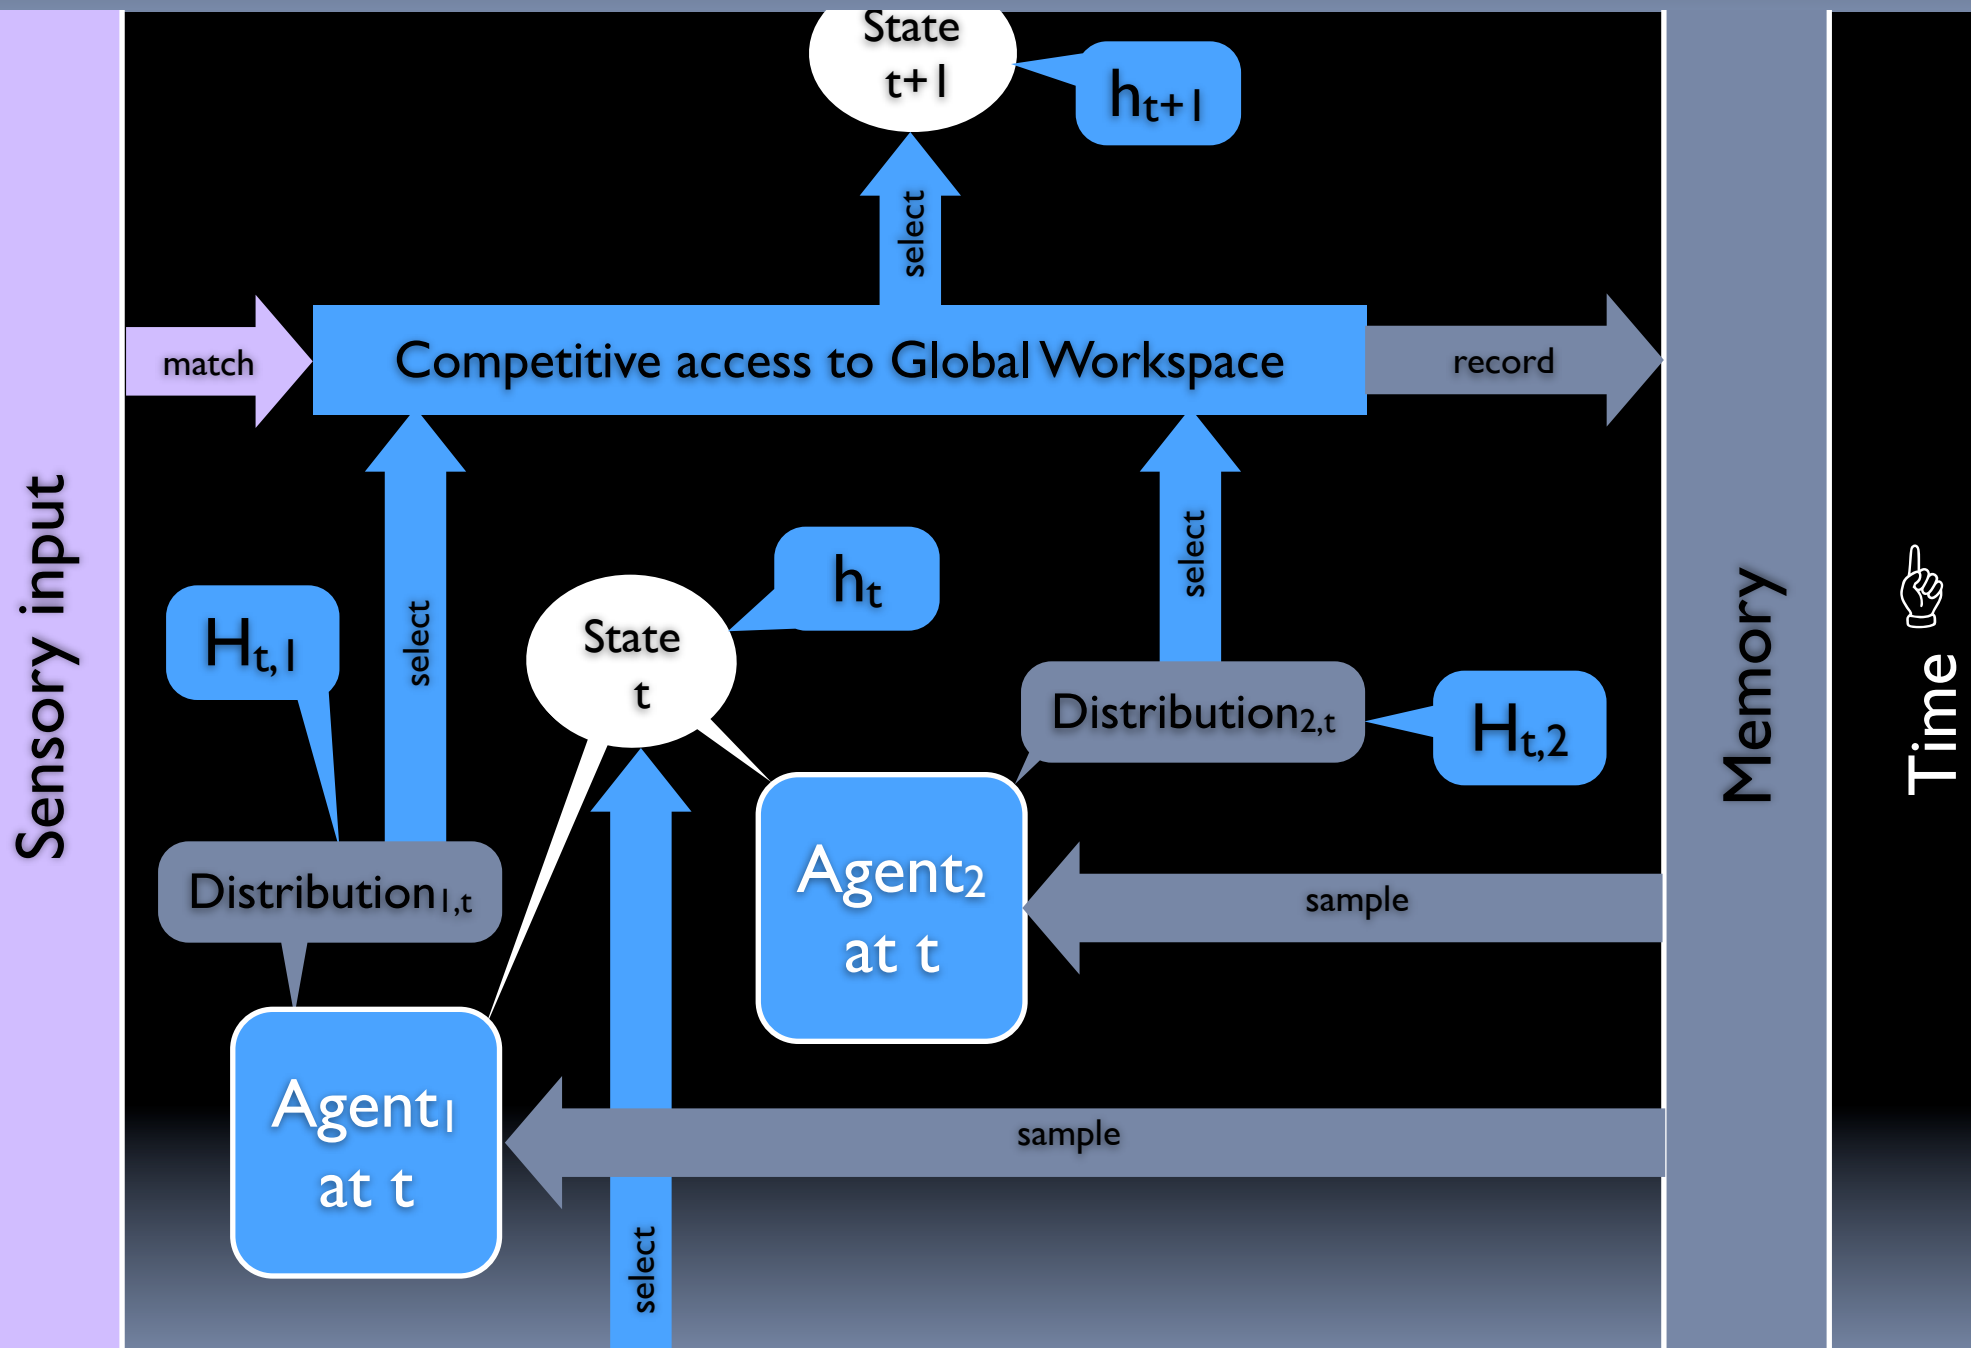 State
t+1
ht+1
select
match
Competitive access to Global Workspace
record
Sensory input
select
select
ht
Ht,1
State
t
Distribution2,t
Ht,2
Memory
Time ☝
Distribution1,t
Agent2
at t
sample
Agent1
at t
sample
select